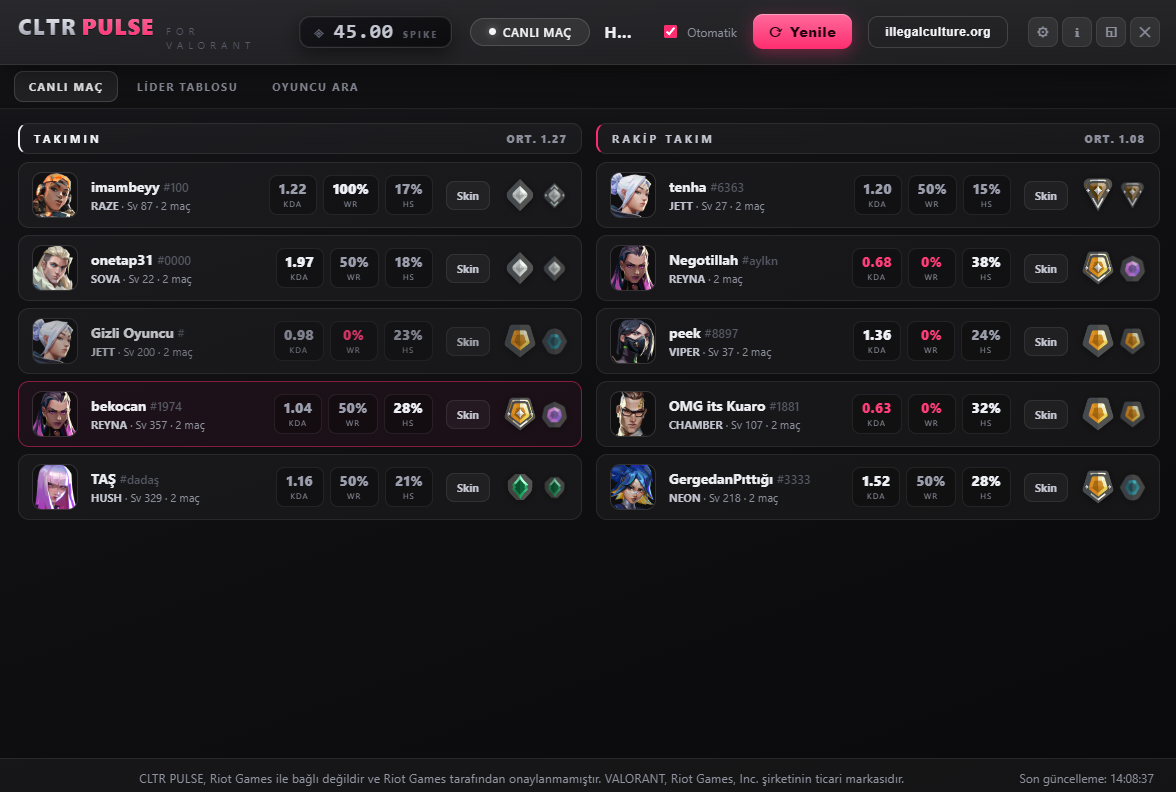 CLTR PULSE FOR VALORANT
45.00 SPIKE
CANLI MAÇ
H...
Otomatik
Yenile
illegalculture.org
CANLI MAÇ
LİDER TABLOSU
OYUNCU ARA
TAKIMIN ORT. 1.27
imambeyy #100
RAZE · Sv 87 · 2 maç
1.22 KDA 100% WR 17% HS Skin
onetap31 #0000
SOVA · Sv 22 · 2 maç
1.97 KDA 50% WR 18% HS Skin
Gizli Oyuncu #
JETT · Sv 200 · 2 maç
0.98 KDA 0% WR 23% HS Skin
bekocan #1974
REYNA · Sv 357 · 2 maç
1.04 KDA 50% WR 28% HS Skin
TAŞ #dadaş
HUSH · Sv 329 · 2 maç
1.16 KDA 50% WR 21% HS Skin
RAKİP TAKIM ORT. 1.08
tenha #6363
JETT · Sv 27 · 2 maç
1.20 KDA 50% WR 15% HS Skin
Negotillah #aylkn
REYNA · 2 maç
0.68 KDA 0% WR 38% HS Skin
peek #8897
VIPER · Sv 37 · 2 maç
1.36 KDA 0% WR 24% HS Skin
OMG its Kuaro #1881
CHAMBER · Sv 107 · 2 maç
0.63 KDA 0% WR 32% HS Skin
GergedanPıttığı #3333
NEON · Sv 218 · 2 maç
1.52 KDA 50% WR 28% HS Skin
CLTR PULSE, Riot Games ile bağlı değildir ve Riot Games tarafından onaylanmamıştır. VALORANT, Riot Games, Inc. şirketinin ticari markasıdır.
Son güncelleme: 14:08:37